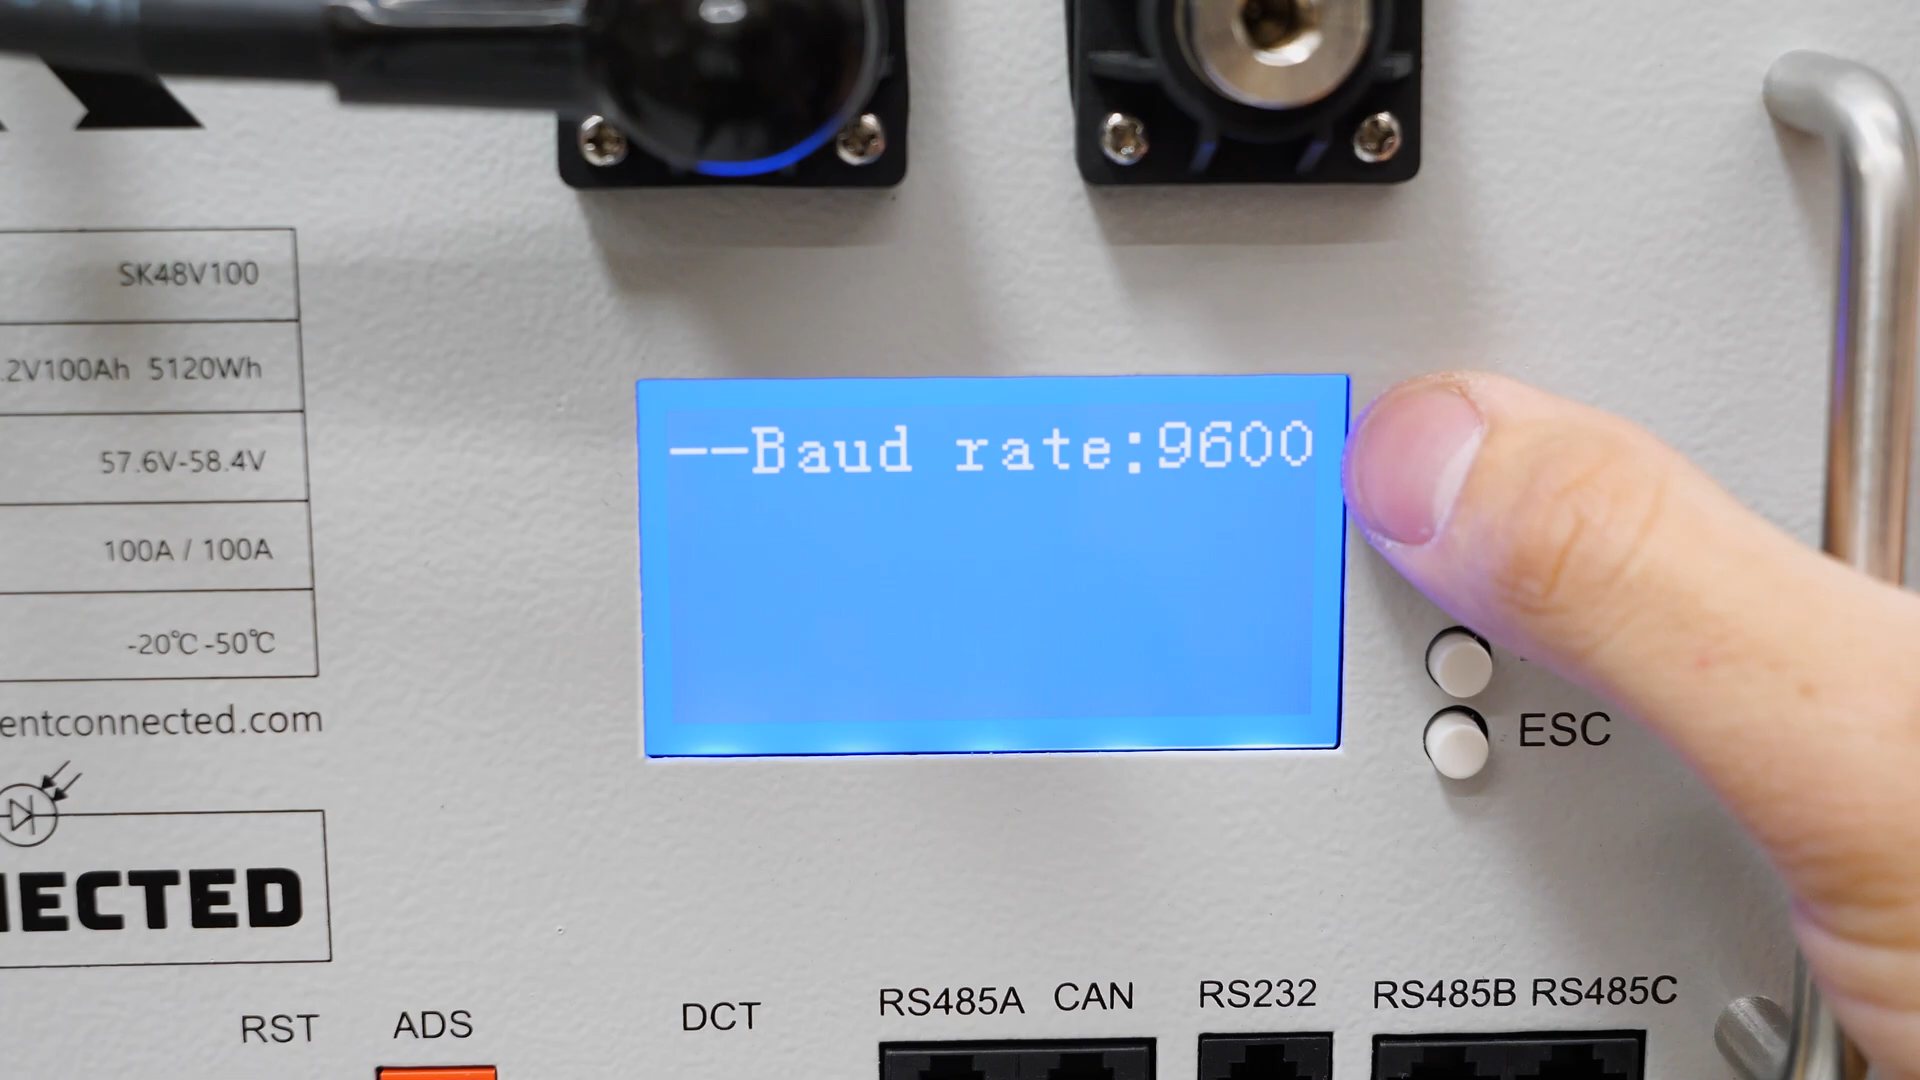 SK48V100
.2V100Ah 5120Wh
57.6V-58.4V
100A / 100A
-20℃-50℃
entconnected.com
NECTED
--Baud rate:9600
ESC
RST
ADS
DCT
RS485A
CAN
RS232
RS485B
RS485C